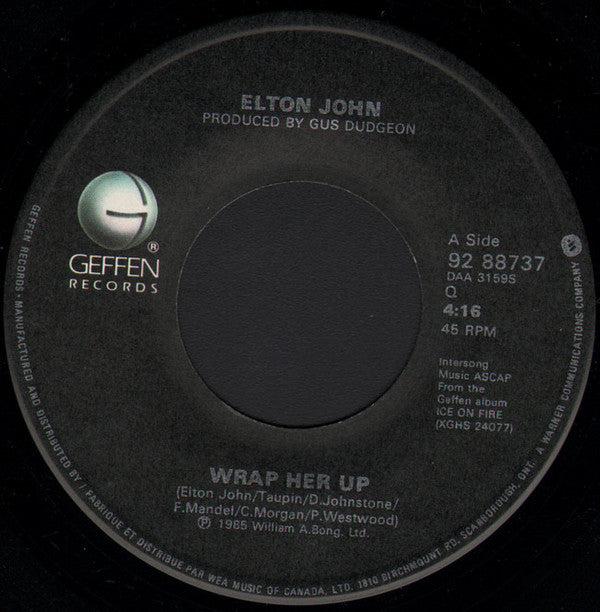 ELTON JOHN
PRODUCED BY GUS DUDGEON
GEFFEN
RECORDS
®
A Side
92 88737
DAA 3159S
Q
4:16
45 RPM
Intersong
Music ASCAP
From the
Geffen album
ICE ON FIRE
(XGHS 24077)
WRAP HER UP
(Elton John/Taupin/D.Johnstone/
F.Mandel/C.Morgan/P.Westwood)
℗ 1985 William A.Bong. Ltd.
GEFFEN RECORDS · MANUFACTURED AND DISTRIBUTED BY / FABRIQUE ET DISTRIBUE PAR WEA MUSIC OF CANADA, LTD. 1810 BIRCHMOUNT RD. SCARBOROUGH, ONT. A WARNER COMMUNICATIONS COMPANY